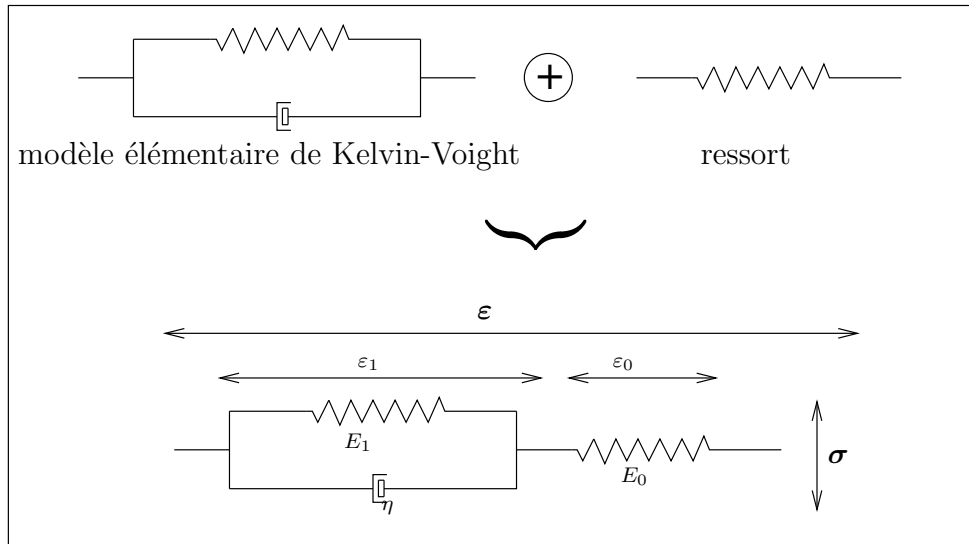 +
modèle élémentaire de Kelvin-Voight ressort
ε
ε₁ ε₀
E₁
E₀
σ
η